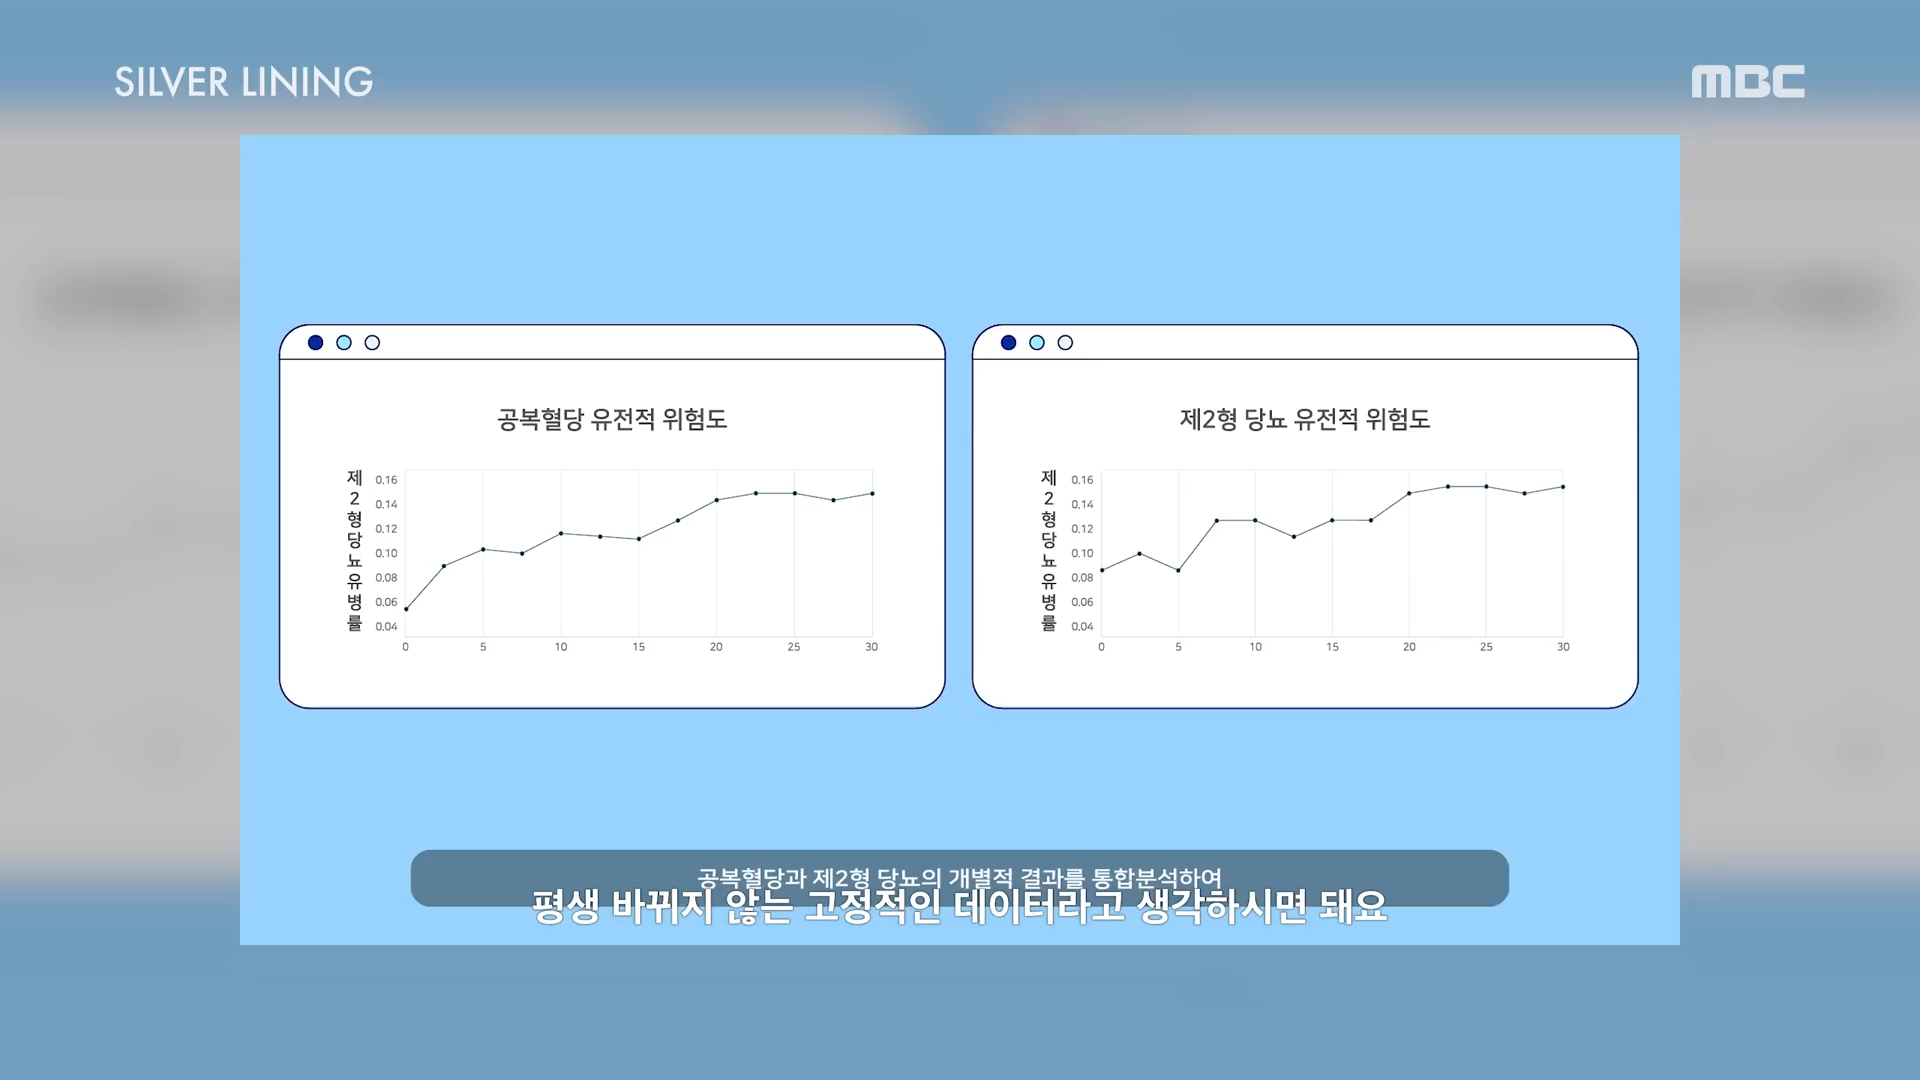 SILVER LINING
MBC
공복혈당 유전적 위험도
제2형당뇨유병률
0.16
0.14
0.12
0.10
0.08
0.06
0.04
0 5 10 15 20 25 30
제2형 당뇨 유전적 위험도
제2형당뇨유병률
0.16
0.14
0.12
0.10
0.08
0.06
0.04
0 5 10 15 20 25 30
공복혈당과 제2형 당뇨의 개별적 결과를 통합분석하여
평생 바뀌지 않는 고정적인 데이터라고 생각하시면 돼요